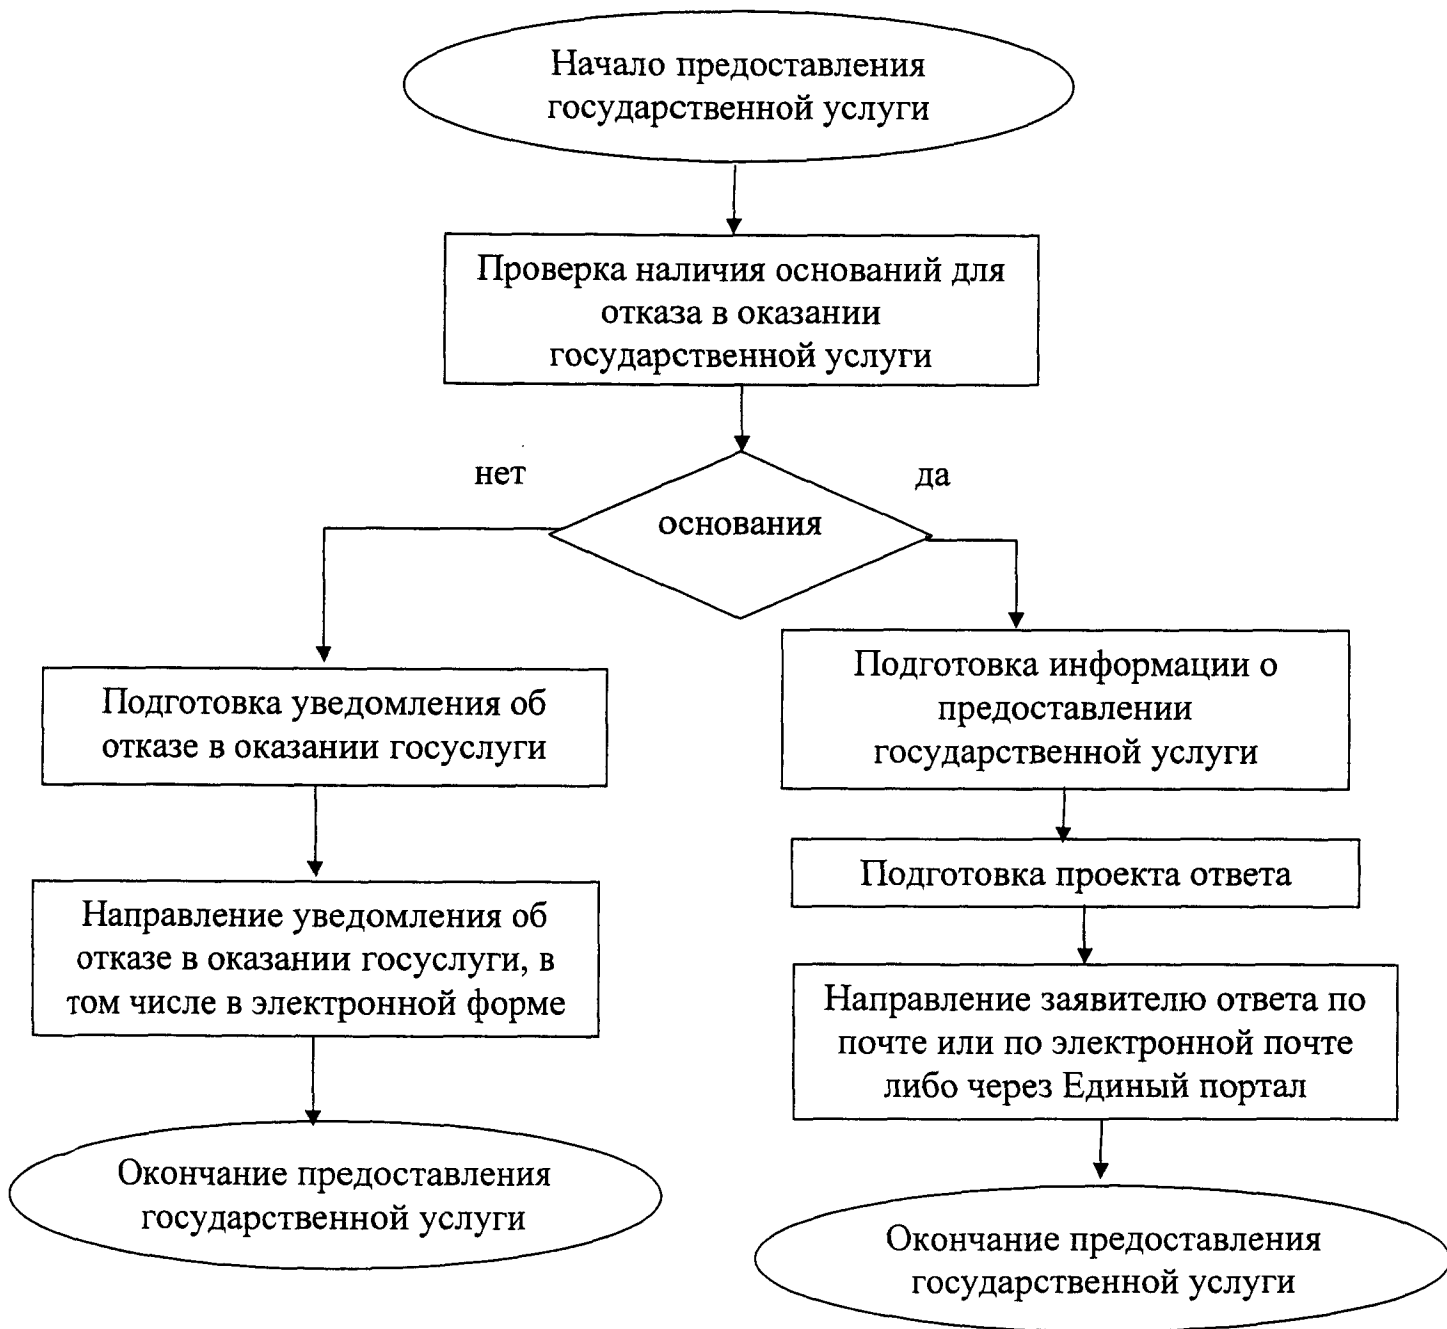 Начало предоставления
государственной услуги
Проверка наличия оснований для
отказа в оказании
государственной услуги
нет
да
основания
Подготовка уведомления об
отказе в оказании госуслуги
Направление уведомления об
отказе в оказании госуслуги, в
том числе в электронной форме
Окончание предоставления
государственной услуги
Подготовка информации о
предоставлении
государственной услуги
Подготовка проекта ответа
Направление заявителю ответа по
почте или по электронной почте
либо через Единый портал
Окончание предоставления
государственной услуги